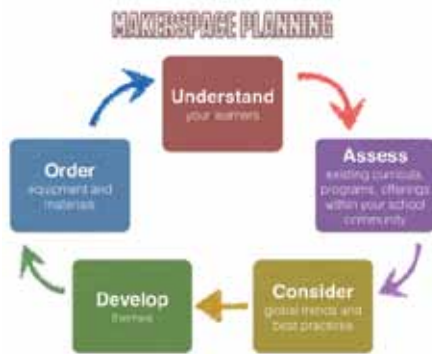 MAKERSPACE PLANNING
Understand
your learners
Assess
existing curricula,
programs, offerings
within your school
community
Consider
global trends and
best practices
Develop
themes
Order
equipment and
materials